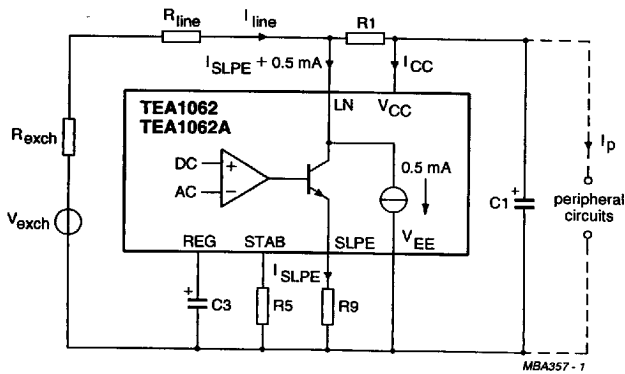 Rline
Iline
R1
ISLPE + 0.5 mA
ICC
LN
VCC
TEA1062
TEA1062A
Rexch
DC
+
AC
−
0.5 mA
Ip
Vexch
C1
+
peripheral
circuits
REG
STAB
SLPE
VEE
ISLPE
+
C3
R5
R9
MBA357 - 1